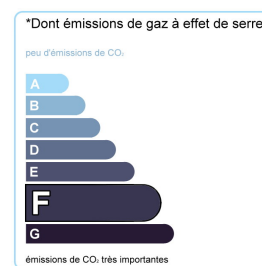 *Dont émissions de gaz à effet de serre
peu d'émissions de CO₂
A
B
C
D
E
F
G
émissions de CO₂ très importantes